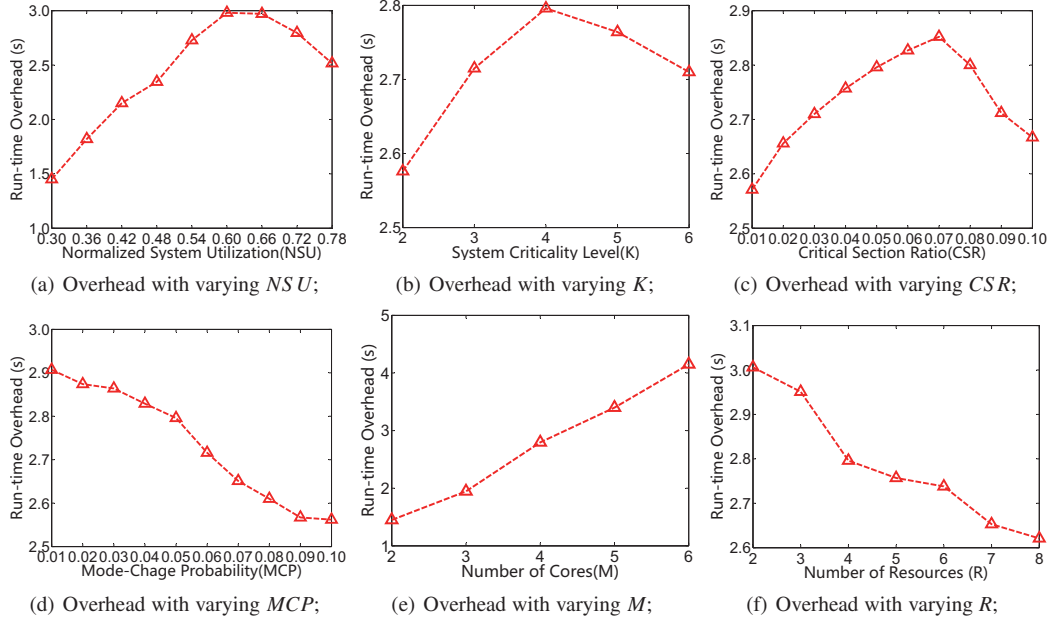 Run-time Overhead (s)
3.0
2.5
2.0
1.5
1.0
0.30 0.36 0.42 0.48 0.54 0.60 0.66 0.72 0.78
Normalized System Utilization(NSU)
(a) Overhead with varying NSU;
Run-time Overhead (s)
2.8
2.7
2.6
2.5
2 3 4 5 6
System Criticality Level(K)
(b) Overhead with varying K;
Run-time Overhead (s)
2.9
2.8
2.7
2.6
2.5
0.01 0.02 0.03 0.04 0.05 0.06 0.07 0.08 0.09 0.10
Critical Section Ratio(CSR)
(c) Overhead with varying CSR;
Run-time Overhead (s)
3.0
2.9
2.8
2.7
2.6
2.5
0.01 0.02 0.03 0.04 0.05 0.06 0.07 0.08 0.09 0.10
Mode-Chage Probability(MCP)
(d) Overhead with varying MCP;
Run-time Overhead (s)
5
4
3
2
1
2 3 4 5 6
Number of Cores(M)
(e) Overhead with varying M;
Run-time Overhead (s)
3.1
3.0
2.9
2.8
2.7
2.6
2 3 4 5 6 7 8
Number of Resources (R)
(f) Overhead with varying R;